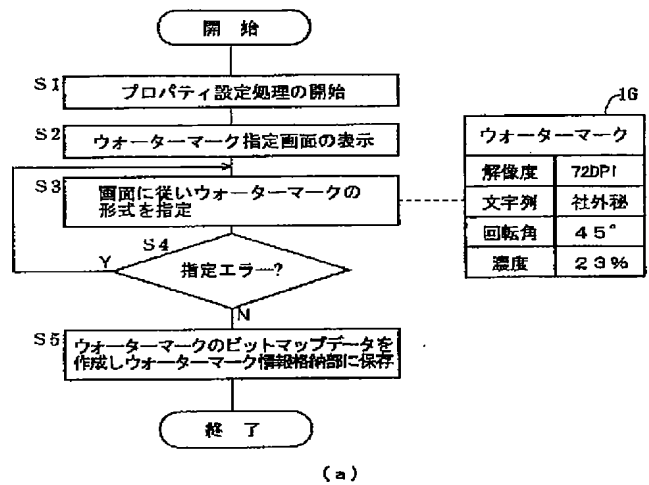 開 始
S1
プロパティ設定処理の開始
S2
ウォーターマーク指定画面の表示
S3
画面に従いウォーターマークの
形式を指定
S4
指定エラー?
Y
N
S5
ウォーターマークのビットマップデータを
作成しウォーターマーク情報格納部に保存
終 了
16
ウォーターマーク
解像度 72DPI
文字列 社外秘
回転角 45°
濃度 23%
(a)